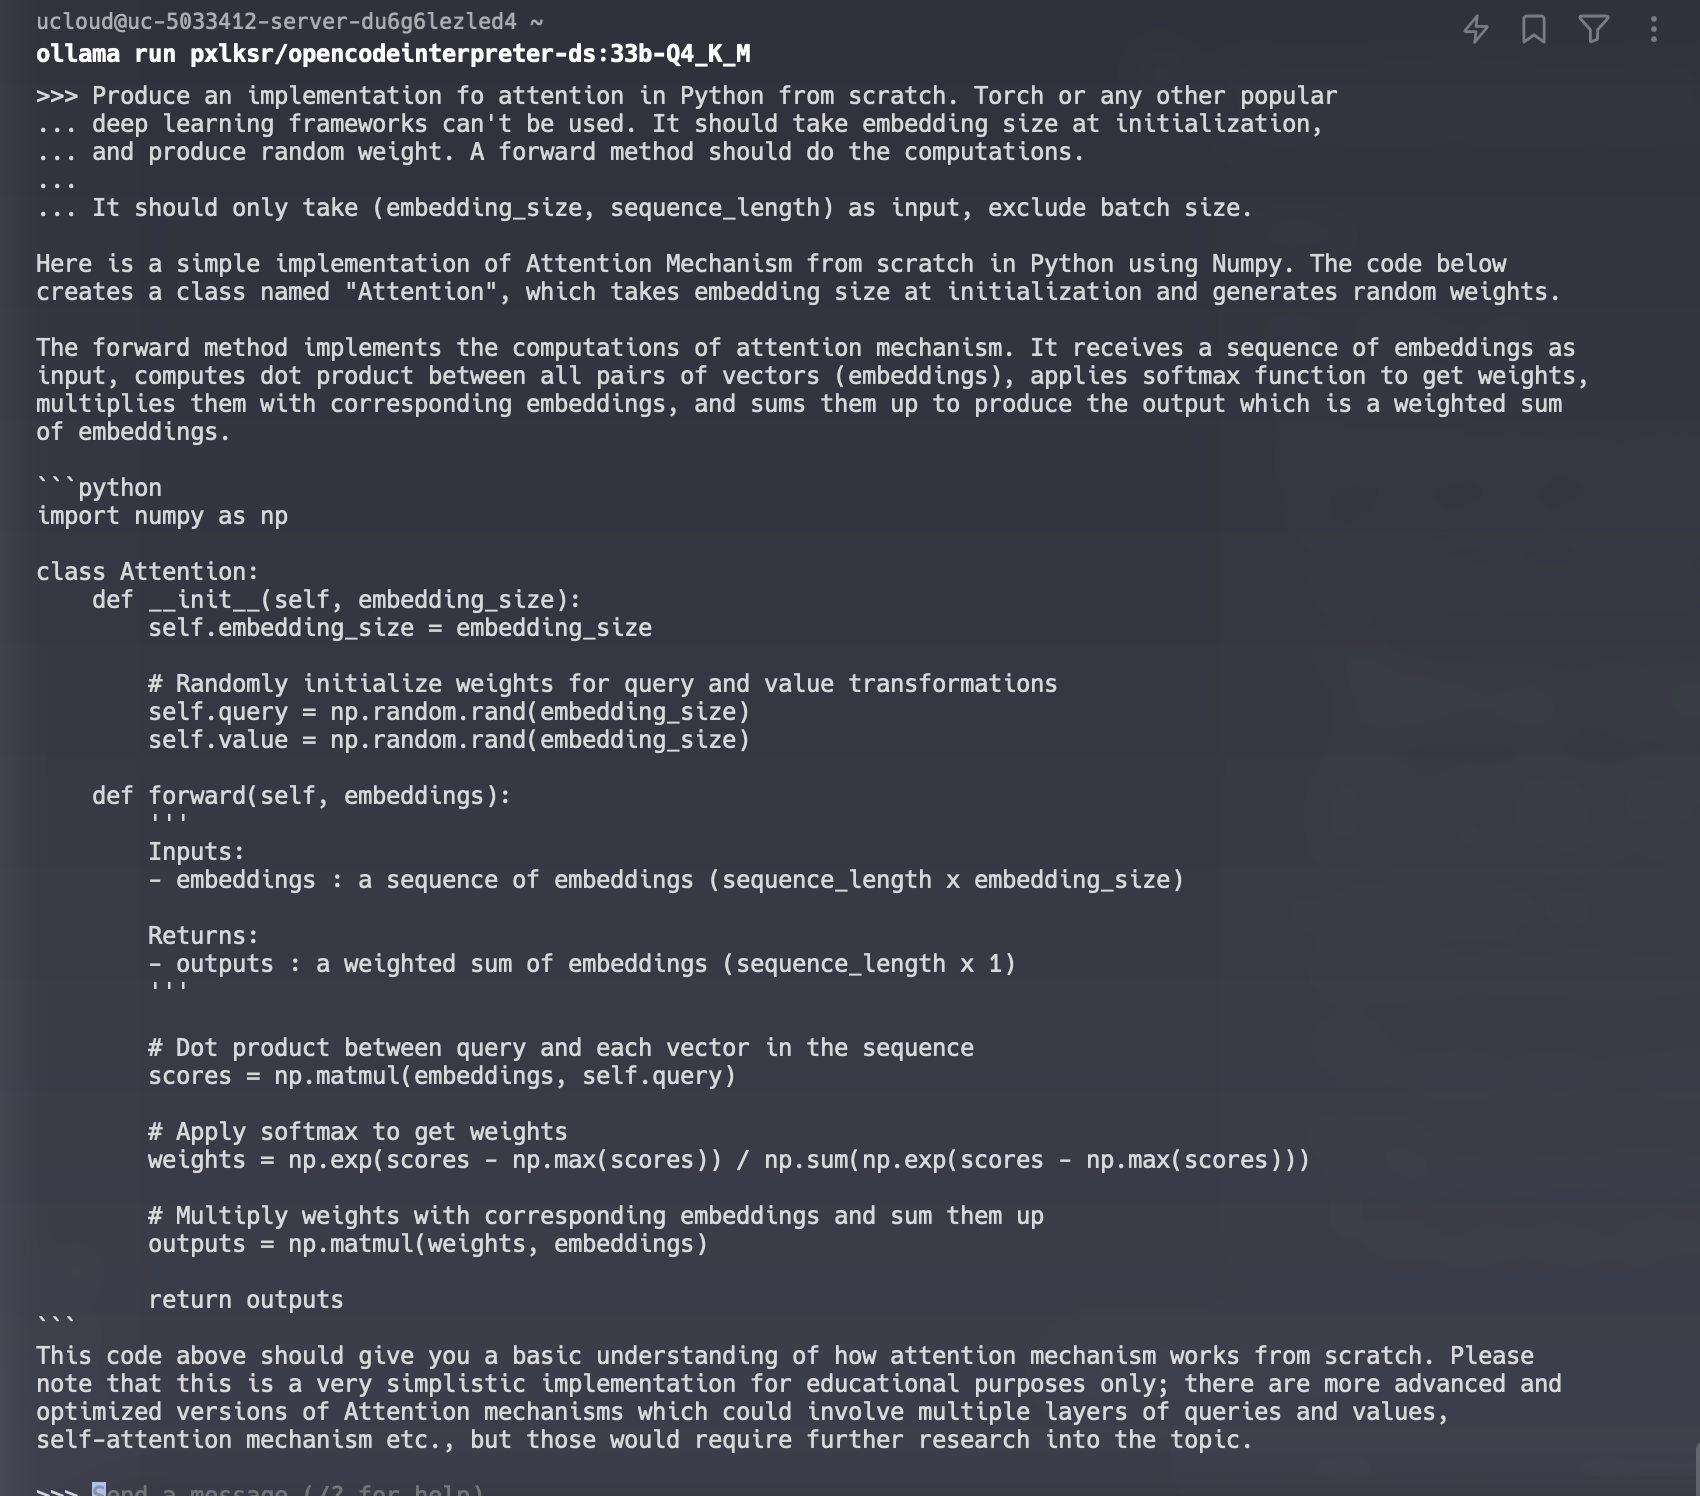 ucloud@uc-5033412-server-du6g6lezled4 ~
ollama run pxlksr/opencodeinterpreter-ds:33b-Q4_K_M
>>> Produce an implementation fo attention in Python from scratch. Torch or any other popular
... deep learning frameworks can't be used. It should take embedding size at initialization,
... and produce random weight. A forward method should do the computations.
...
... It should only take (embedding_size, sequence_length) as input, exclude batch size.

Here is a simple implementation of Attention Mechanism from scratch in Python using Numpy. The code below
creates a class named "Attention", which takes embedding size at initialization and generates random weights.

The forward method implements the computations of attention mechanism. It receives a sequence of embeddings as
input, computes dot product between all pairs of vectors (embeddings), applies softmax function to get weights,
multiplies them with corresponding embeddings, and sums them up to produce the output which is a weighted sum
of embeddings.

```python
import numpy as np

class Attention:
    def __init__(self, embedding_size):
        self.embedding_size = embedding_size

        # Randomly initialize weights for query and value transformations
        self.query = np.random.rand(embedding_size)
        self.value = np.random.rand(embedding_size)

    def forward(self, embeddings):
        '''
        Inputs:
        - embeddings : a sequence of embeddings (sequence_length x embedding_size)

        Returns:
        - outputs : a weighted sum of embeddings (sequence_length x 1)
        '''

        # Dot product between query and each vector in the sequence
        scores = np.matmul(embeddings, self.query)

        # Apply softmax to get weights
        weights = np.exp(scores - np.max(scores)) / np.sum(np.exp(scores - np.max(scores)))

        # Multiply weights with corresponding embeddings and sum them up
        outputs = np.matmul(weights, embeddings)

        return outputs
```
This code above should give you a basic understanding of how attention mechanism works from scratch. Please
note that this is a very simplistic implementation for educational purposes only; there are more advanced and
optimized versions of Attention mechanisms which could involve multiple layers of queries and values,
self-attention mechanism etc., but those would require further research into the topic.

>>> Send a message (/? for help)